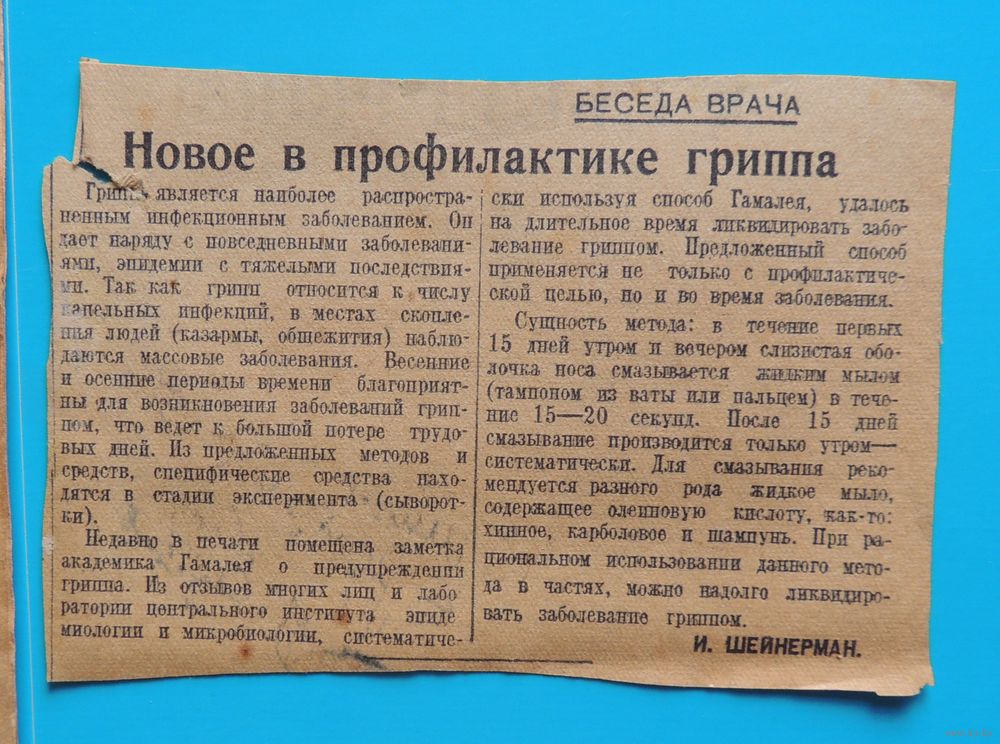 БЕСЕДА ВРАЧА
Новое в профилактике гриппа
Грипп является наиболее распростра-
ненным инфекционным заболеванием. Он
дает наряду с повседневными заболевани-
ями, эпидемии с тяжелыми последствия-
ми. Так как грипп относится к числу
капельных инфекций, в местах скопле-
ния людей (казармы, общежития) наблю-
даются массовые заболевания. Весенние
и осенние периоды времени благоприят-
ны для возникновения заболеваний грип-
пом, что ведет к большой потере трудо-
вых дней. Из предложенных методов и
средств, специфические средства нахо-
дятся в стадии эксперимента (сыворот-
ки).
Недавно в печати помещена заметка
академика Гамалея о предупреждении
гриппа. Из отзывов многих лиц и лабо
ратории центрального института эпиде
миологии и микробиологии, систематиче-
ски используя способ Гамалея, удалось
на длительное время ликвидировать забо-
левание гриппом. Предложенный способ
применяется не только с профилактиче-
ской целью, но и во время заболевания.
Сущность метода: в течение первых
15 дней утром и вечером слизистая обо-
лочка носа смазывается жидким мылом
(тампоном из ваты или пальцем) в тече-
ние 15—20 секунд. После 15 дней
смазывание производится только утром—
систематически. Для смазывания реко-
мендуется разного рода жидкое мыло,
содержащее олеиновую кислоту, как-то:
хинное, карболовое и шампунь. При ра-
циональном использовании данного мето-
да в частях, можно надолго ликвидиро-
вать заболевание гриппом.
И. ШЕЙНЕРМАН.